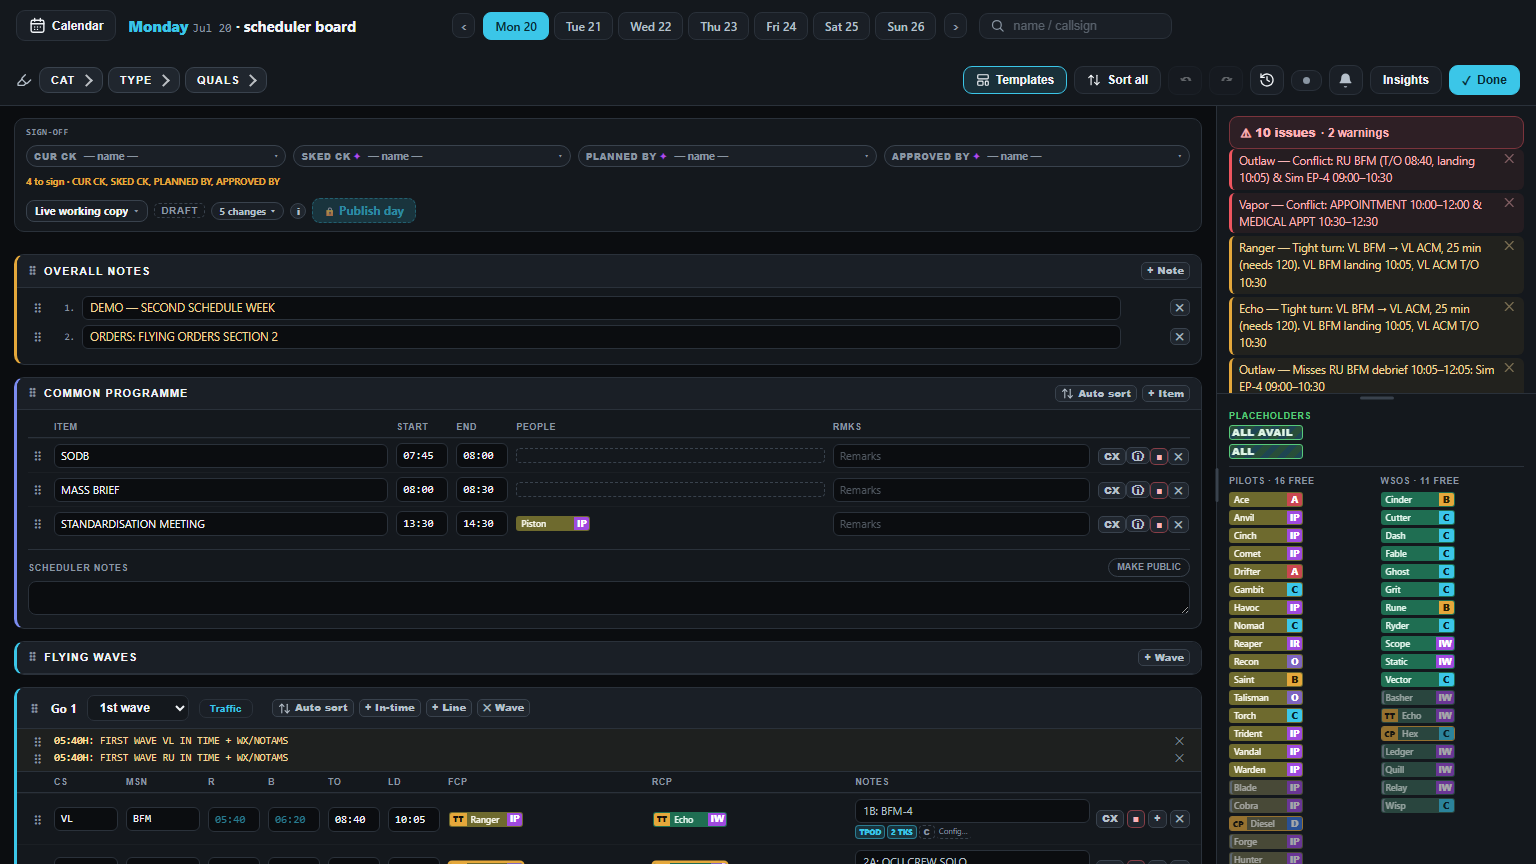 Calendar
Monday Jul 20 · scheduler board
Mon 20
Tue 21
Wed 22
Thu 23
Fri 24
Sat 25
Sun 26
name / callsign
CAT
TYPE
QUALS
Templates
Sort all
Insights
✓ Done
SIGN-OFF
CUR CK — name —
SKED CK — name —
PLANNED BY — name —
APPROVED BY — name —
4 to sign · CUR CK, SKED CK, PLANNED BY, APPROVED BY
Live working copy
DRAFT
5 changes
i
Publish day
OVERALL NOTES
+ Note
1. DEMO — SECOND SCHEDULE WEEK
2. ORDERS: FLYING ORDERS SECTION 2
COMMON PROGRAMME
Auto sort
+ Item
ITEM START END PEOPLE RMKS
SODB 07:45 08:00 Remarks CX
MASS BRIEF 08:00 08:30 Remarks CX
STANDARDISATION MEETING 13:30 14:30 Piston IP Remarks CX
SCHEDULER NOTES
MAKE PUBLIC
FLYING WAVES
+ Wave
Go 1 1st wave Traffic Auto sort + In-time + Line X Wave
05:40H: FIRST WAVE VL IN TIME + WX/NOTAMS
05:40H: FIRST WAVE RU IN TIME + WX/NOTAMS
CS MSN R B TO LD FCP RCP NOTES
VL BFM 05:40 06:20 08:40 10:05 TT Ranger IP TT Echo IW 1B: BFM-4 CX
TPOD 2 TKS C Config...
2A: OCU CREW SOLO
⚠ 10 issues · 2 warnings
Outlaw — Conflict: RU BFM (T/O 08:40, landing
10:05) & Sim EP-4 09:00–10:30
Vapor — Conflict: APPOINTMENT 10:00–12:00 &
MEDICAL APPT 10:30–12:30
Ranger — Tight turn: VL BFM → VL ACM, 25 min
(needs 120). VL BFM landing 10:05, VL ACM T/O
10:30
Echo — Tight turn: VL BFM → VL ACM, 25 min
(needs 120). VL BFM landing 10:05, VL ACM T/O
10:30
Outlaw — Misses RU BFM debrief 10:05–12:05: Sim
EP-4 09:00–10:30
PLACEHOLDERS
ALL AVAIL
ALL
PILOTS · 16 FREE
Ace A
Anvil IP
Cinch IP
Comet IP
Drifter A
Gambit C
Havoc IP
Nomad C
Reaper IR
Recon O
Saint B
Talisman O
Torch C
Trident IP
Vandal IP
Warden IP
Blade IP
Cobra IP
CP Diesel D
Forge IP
Hunter IP
WSOS · 11 FREE
Cinder B
Cutter C
Dash C
Fable C
Ghost C
Grit C
Rune B
Ryder C
Scope IW
Static IW
Vector C
Basher IW
TT Echo IW
CP Hex C
Ledger IW
Quill IW
Relay IW
Wisp C